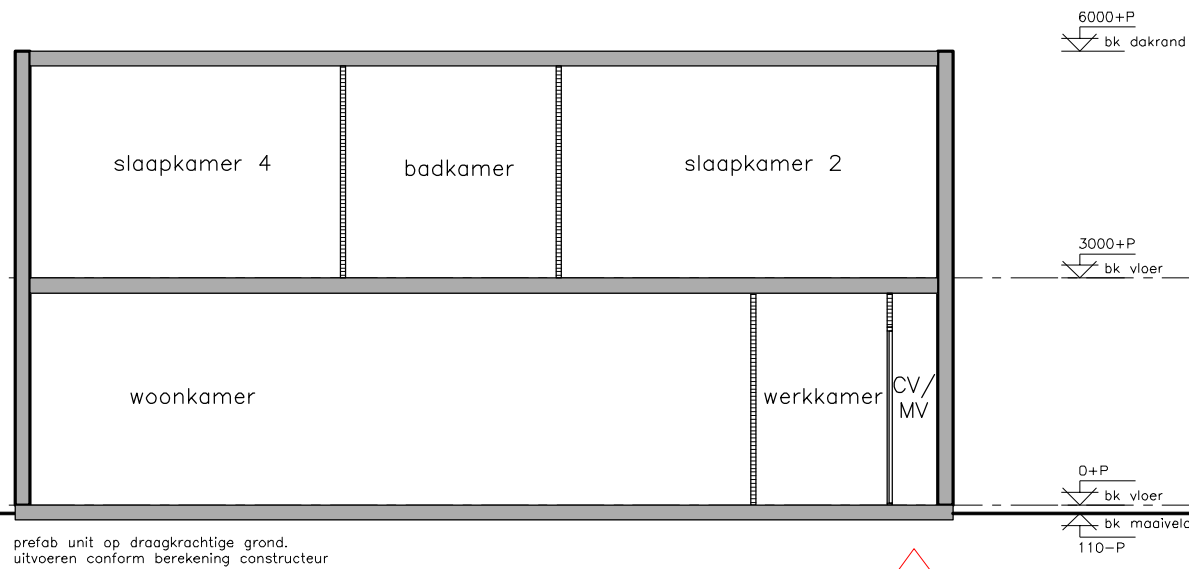 6000+P
bk dakrand
slaapkamer 4
badkamer
slaapkamer 2
3000+P
bk vloer
woonkamer
werkkamer
CV/
MV
0+P
bk vloer
bk maaiveld
110-P
prefab unit op draagkrachtige grond.
uitvoeren conform berekening constructeur